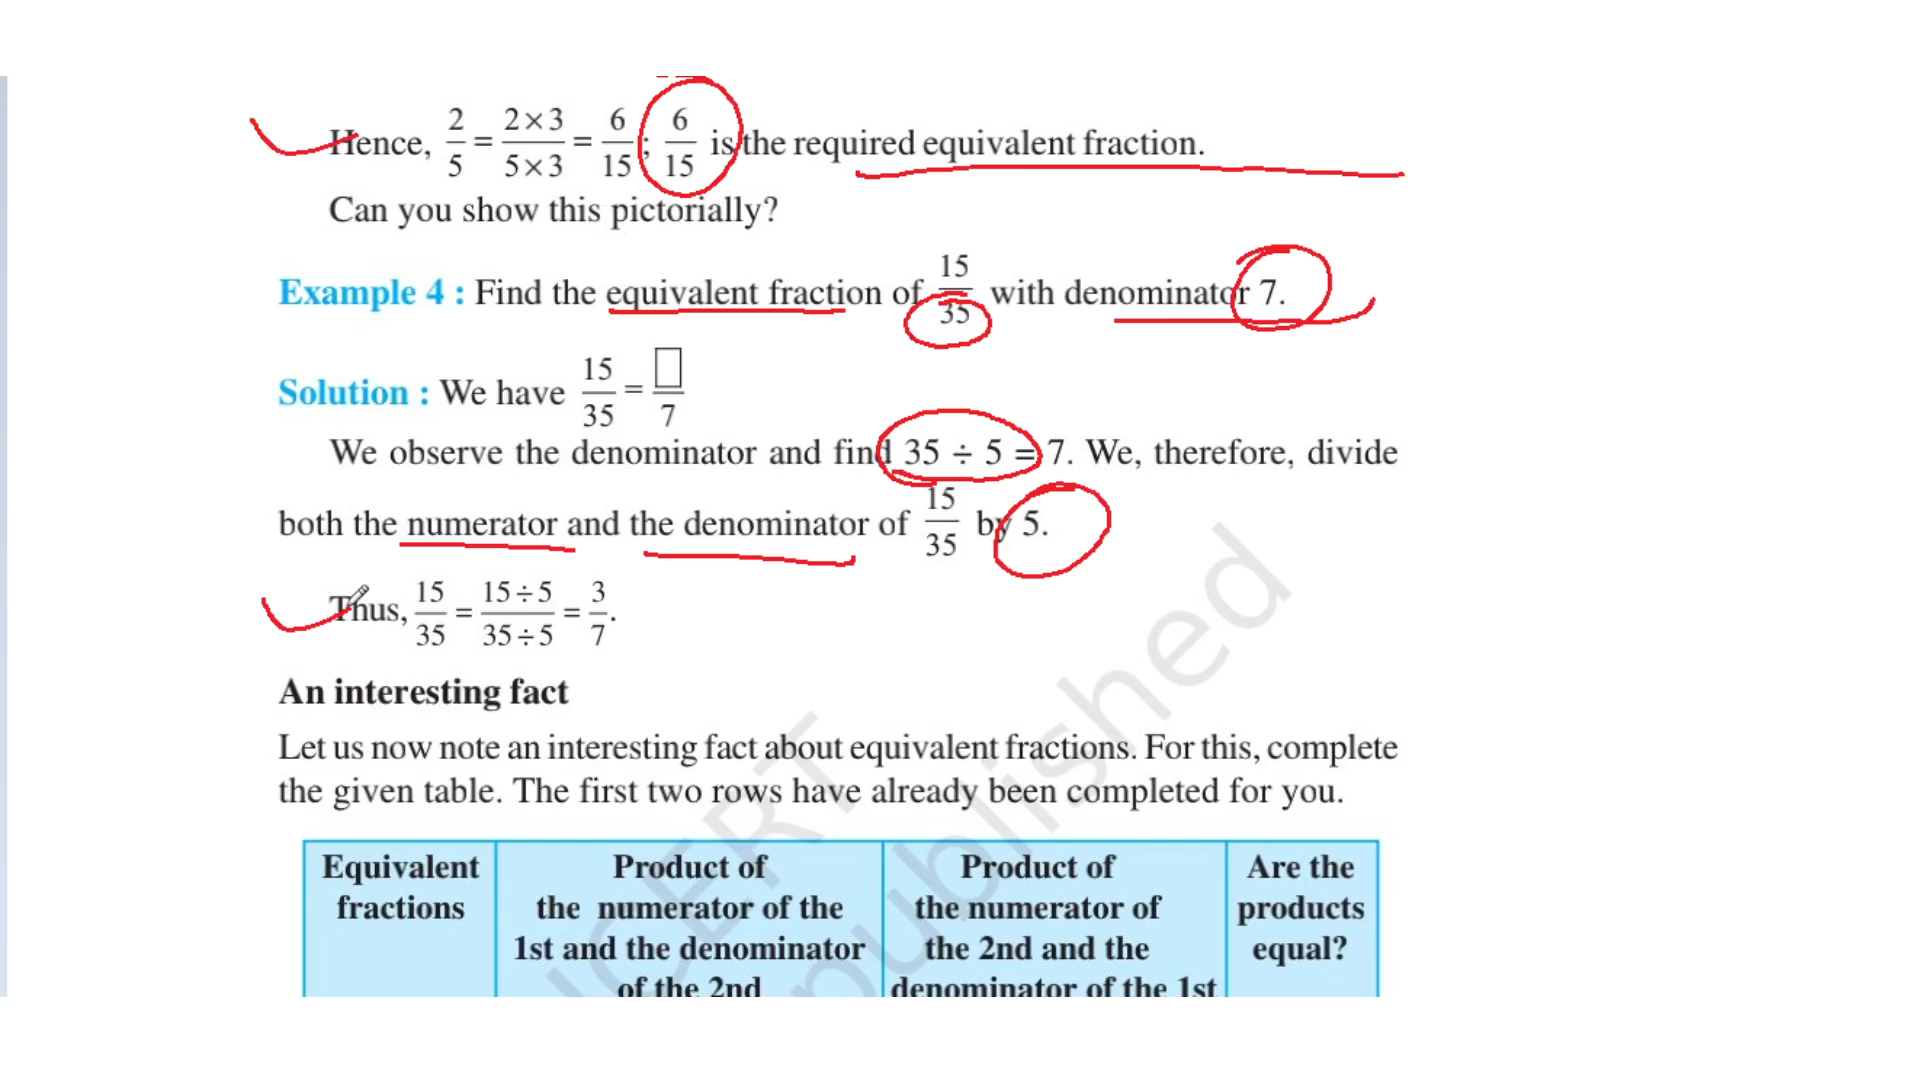 Hence, 2/5 = 2×3/5×3 = 6/15; 6/15 is the required equivalent fraction.
Can you show this pictorially?
Example 4 : Find the equivalent fraction of 15/35 with denominator 7.
Solution : We have 15/35 = □/7
We observe the denominator and find 35 ÷ 5 = 7. We, therefore, divide
both the numerator and the denominator of 15/35 by 5.
Thus, 15/35 = 15÷5/35÷5 = 3/7.
An interesting fact
Let us now note an interesting fact about equivalent fractions. For this, complete
the given table. The first two rows have already been completed for you.
Equivalent
fractions
Product of
the numerator of the
1st and the denominator
of the 2nd
Product of
the numerator of
the 2nd and the
denominator of the 1st
Are the
products
equal?
published